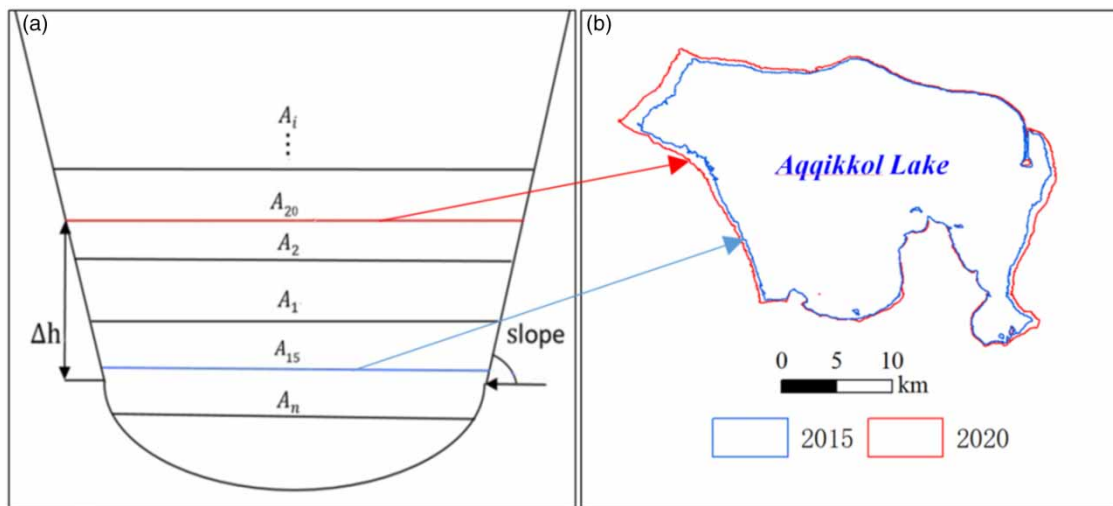 (a)
A_i
⋮
A_20
A_2
A_1
Δh
slope
A_15
A_n
(b)
Aqqikkol Lake
0 5 10
km
2015 2020